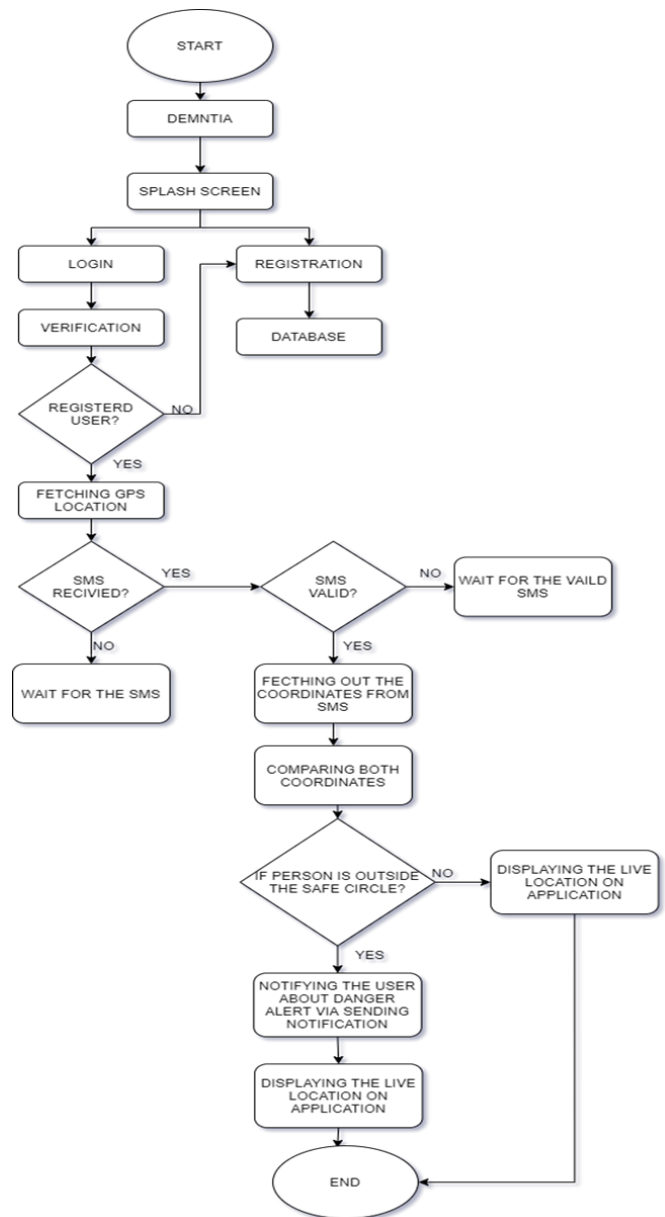 START
DEMNTIA
SPLASH SCREEN
LOGIN
REGISTRATION
VERIFICATION
DATABASE
REGISTERD
USER?
NO
YES
FETCHING GPS
LOCATION
SMS
RECIVIED?
YES
SMS
VALID?
NO
WAIT FOR THE VAILD
SMS
NO
WAIT FOR THE SMS
YES
FECTHING OUT THE
COORDINATES FROM
SMS
COMPARING BOTH
COORDINATES
IF PERSON IS OUTSIDE
THE SAFE CIRCLE?
NO
DISPLAYING THE LIVE
LOCATION ON
APPLICATION
YES
NOTIFYING THE USER
ABOUT DANGER
ALERT VIA SENDING
NOTIFICATION
DISPLAYING THE LIVE
LOCATION ON
APPLICATION
END